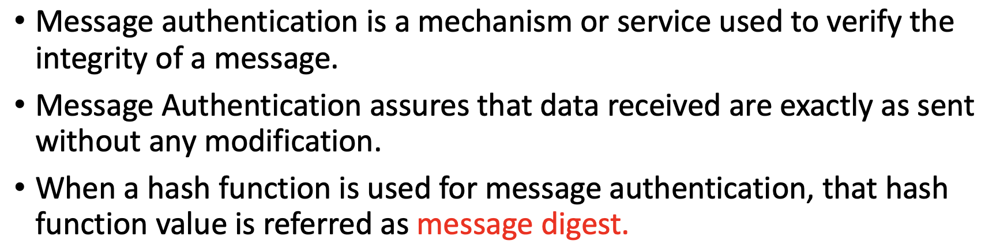 • Message authentication is a mechanism or service used to verify the
integrity of a message.
• Message Authentication assures that data received are exactly as sent
without any modification.
• When a hash function is used for message authentication, that hash
function value is referred as message digest.